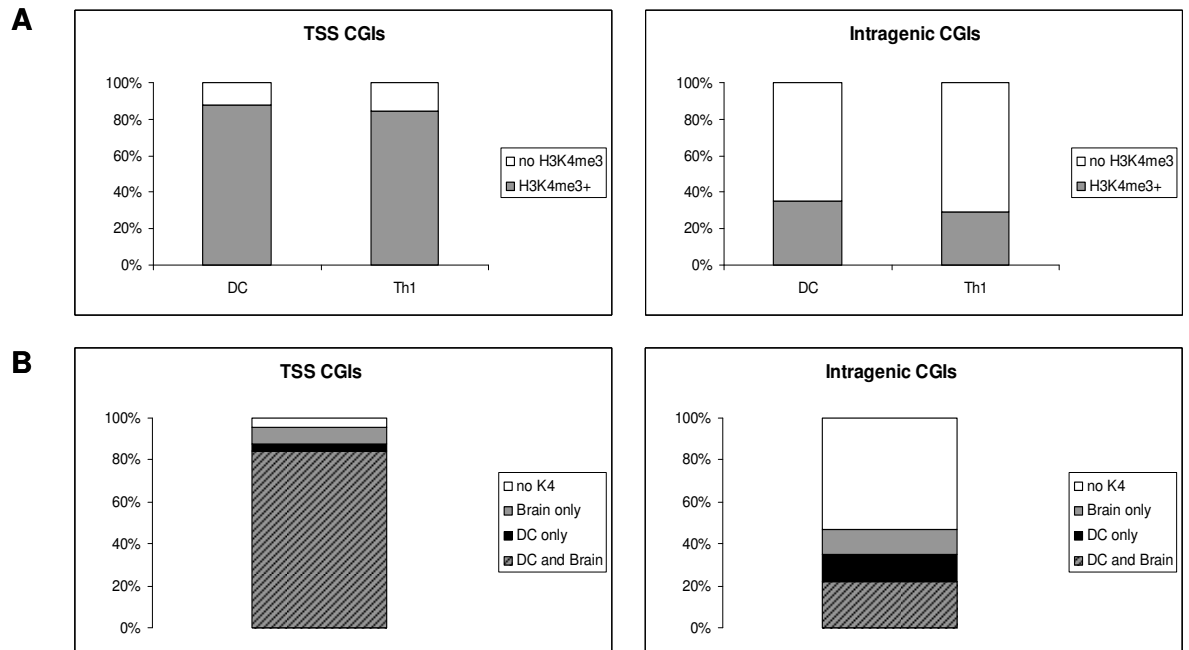 A
TSS CGIs
100%
80%
60%
40%
20%
0%
DC
Th1
no H3K4me3
H3K4me3+
Intragenic CGIs
100%
80%
60%
40%
20%
0%
DC
Th1
no H3K4me3
H3K4me3+
B
TSS CGIs
100%
80%
60%
40%
20%
0%
no K4
Brain only
DC only
DC and Brain
Intragenic CGIs
100%
80%
60%
40%
20%
0%
no K4
Brain only
DC only
DC and Brain